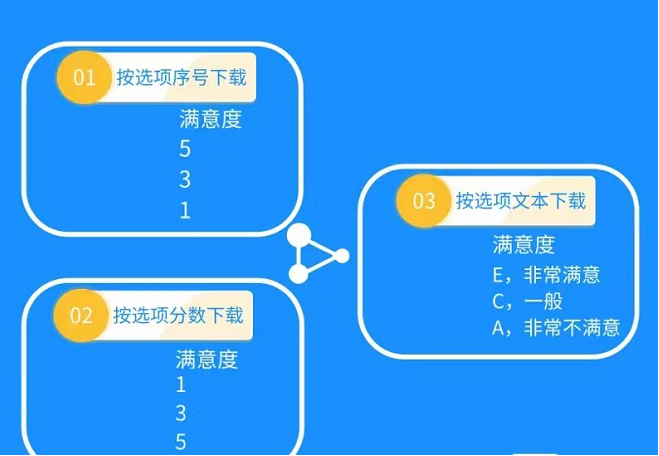 01 按选项序号下载
满意度
5
3
1
02 按选项分数下载
满意度
1
3
5
03 按选项文本下载
满意度
E，非常满意
C，一般
A，非常不满意